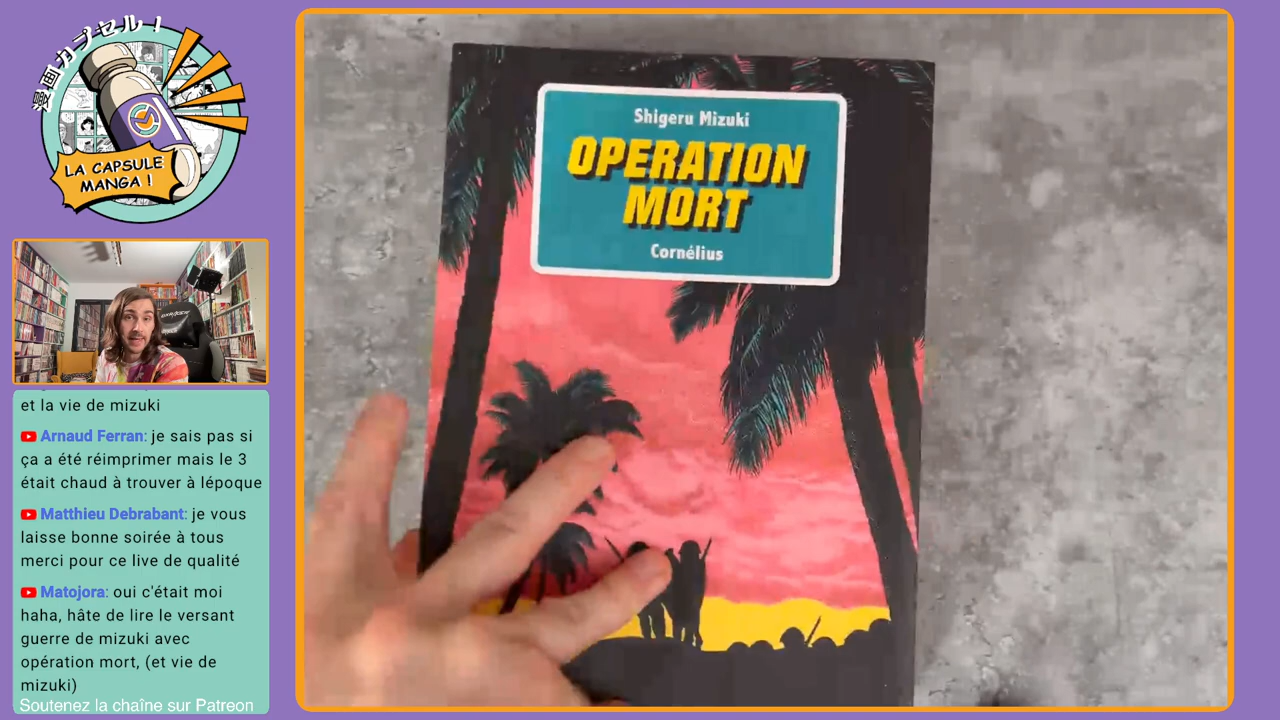 漫画カプセル！
LA CAPSULE
MANGA !
Shigeru Mizuki
OPERATION
MORT
Cornélius
et la vie de mizuki
Arnaud Ferran: je sais pas si
ça a été réimprimer mais le 3
était chaud à trouver à lépoque
Matthieu Debrabant: je vous
laisse bonne soirée à tous
merci pour ce live de qualité
Matojora: oui c'était moi
haha, hâte de lire le versant
guerre de mizuki avec
opération mort, (et vie de
mizuki)
Soutenez la chaîne sur Patreon